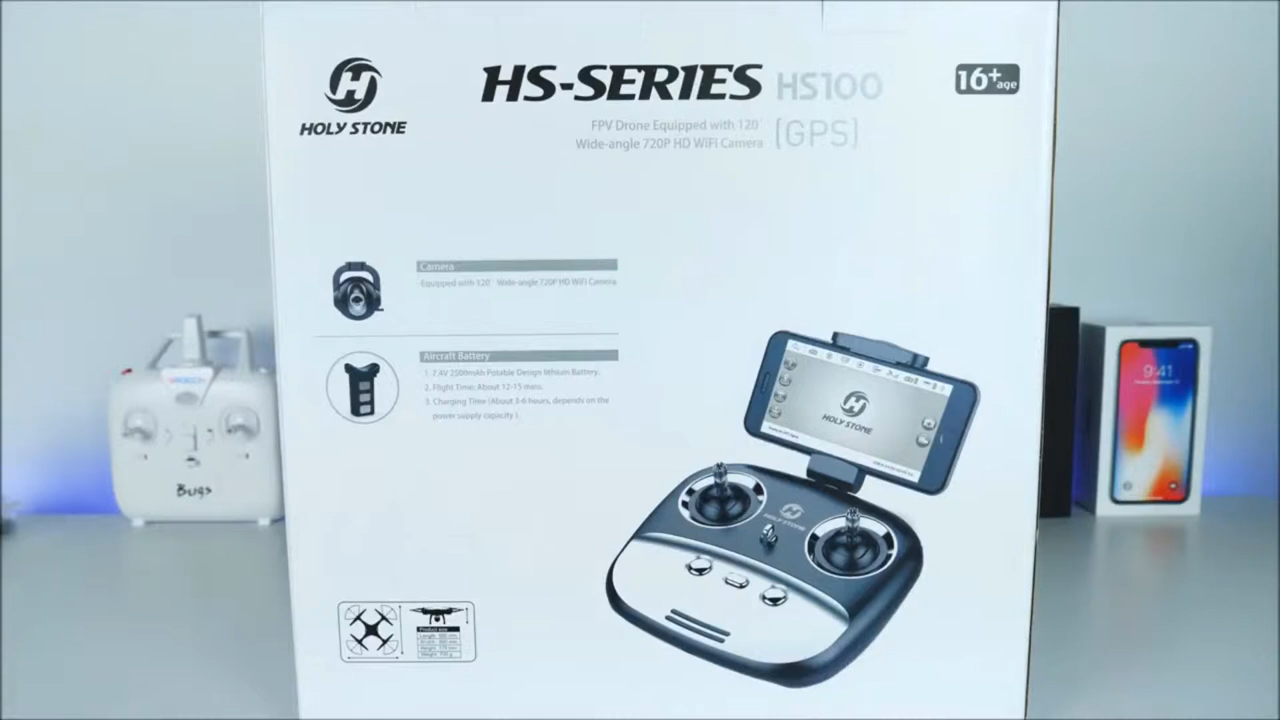 HOLY STONE
HS-SERIES HS100
FPV Drone Equipped with 120°
Wide-angle 720P HD WiFi Camera
(GPS)
16+ age
Camera
Equipped with 120° Wide-angle 720P HD WiFi Camera
Aircraft Battery
1. 7.4V 2500mAh Potable Design lithium Battery.
2. Flight Time: About 12-15 mins.
3. Charging Time (About 3-6 hours, depends on the
power supply capacity ).
HOLY STONE
HOLY STONE
Bugs
9:41
Product size